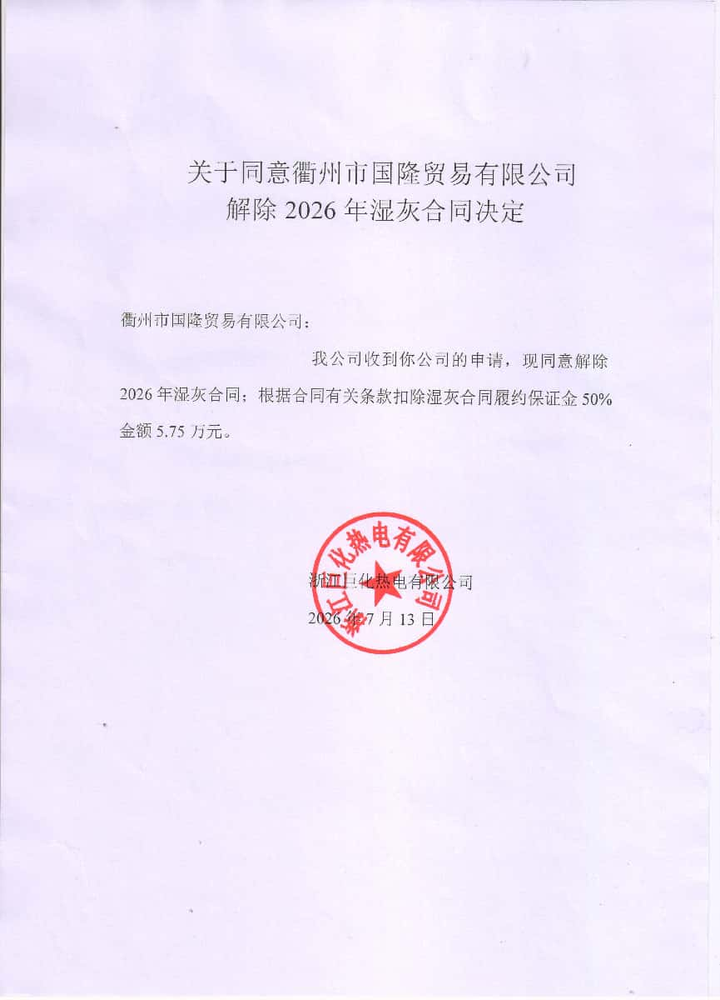 关于同意衢州市国隆贸易有限公司
解除 2026 年湿灰合同决定
衢州市国隆贸易有限公司：
我公司收到你公司的申请，现同意解除
2026 年湿灰合同；根据合同有关条款扣除湿灰合同履约保证金 50%
金额 5.75 万元。
浙江巨化热电有限公司
浙江巨化热电有限公司
2026 年 7 月 13 日